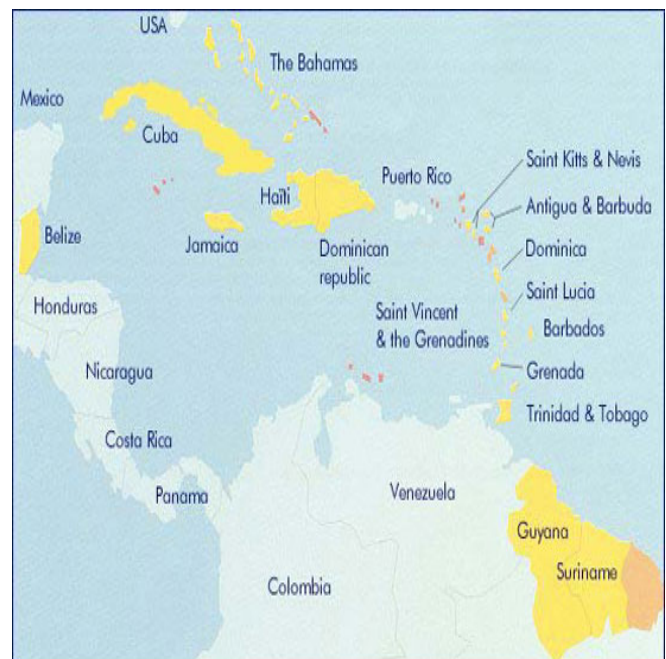 USA
The Bahamas
Mexico
Cuba
Saint Kitts & Nevis
Puerto Rico
Haïti
Antigua & Barbuda
Belize
Jamaica
Dominican
republic
Dominica
Honduras
Saint Lucia
Saint Vincent
& the Grenadines
Barbados
Nicaragua
Grenada
Trinidad & Tobago
Costa Rica
Panama
Venezuela
Guyana
Suriname
Colombia